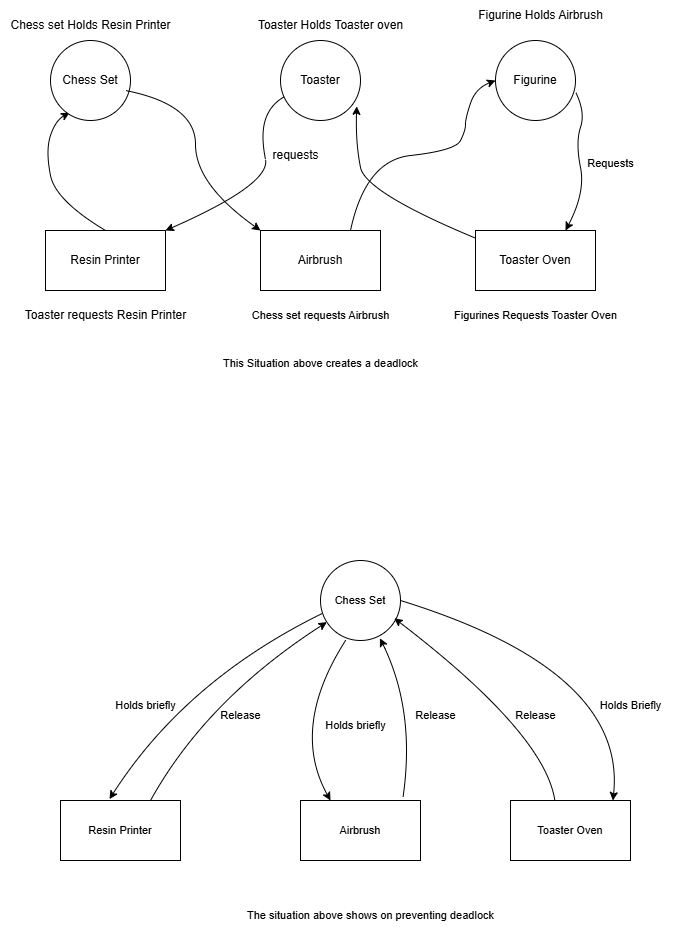 Chess set Holds Resin Printer
Toaster Holds Toaster oven
Figurine Holds Airbrush
Chess Set
Toaster
Figurine
requests
Requests
Resin Printer
Airbrush
Toaster Oven
Toaster requests Resin Printer
Chess set requests Airbrush
Figurines Requests Toaster Oven
This Situation above creates a deadlock
Chess Set
Holds briefly
Release
Holds briefly
Release
Release
Holds Briefly
Resin Printer
Airbrush
Toaster Oven
The situation above shows on preventing deadlock